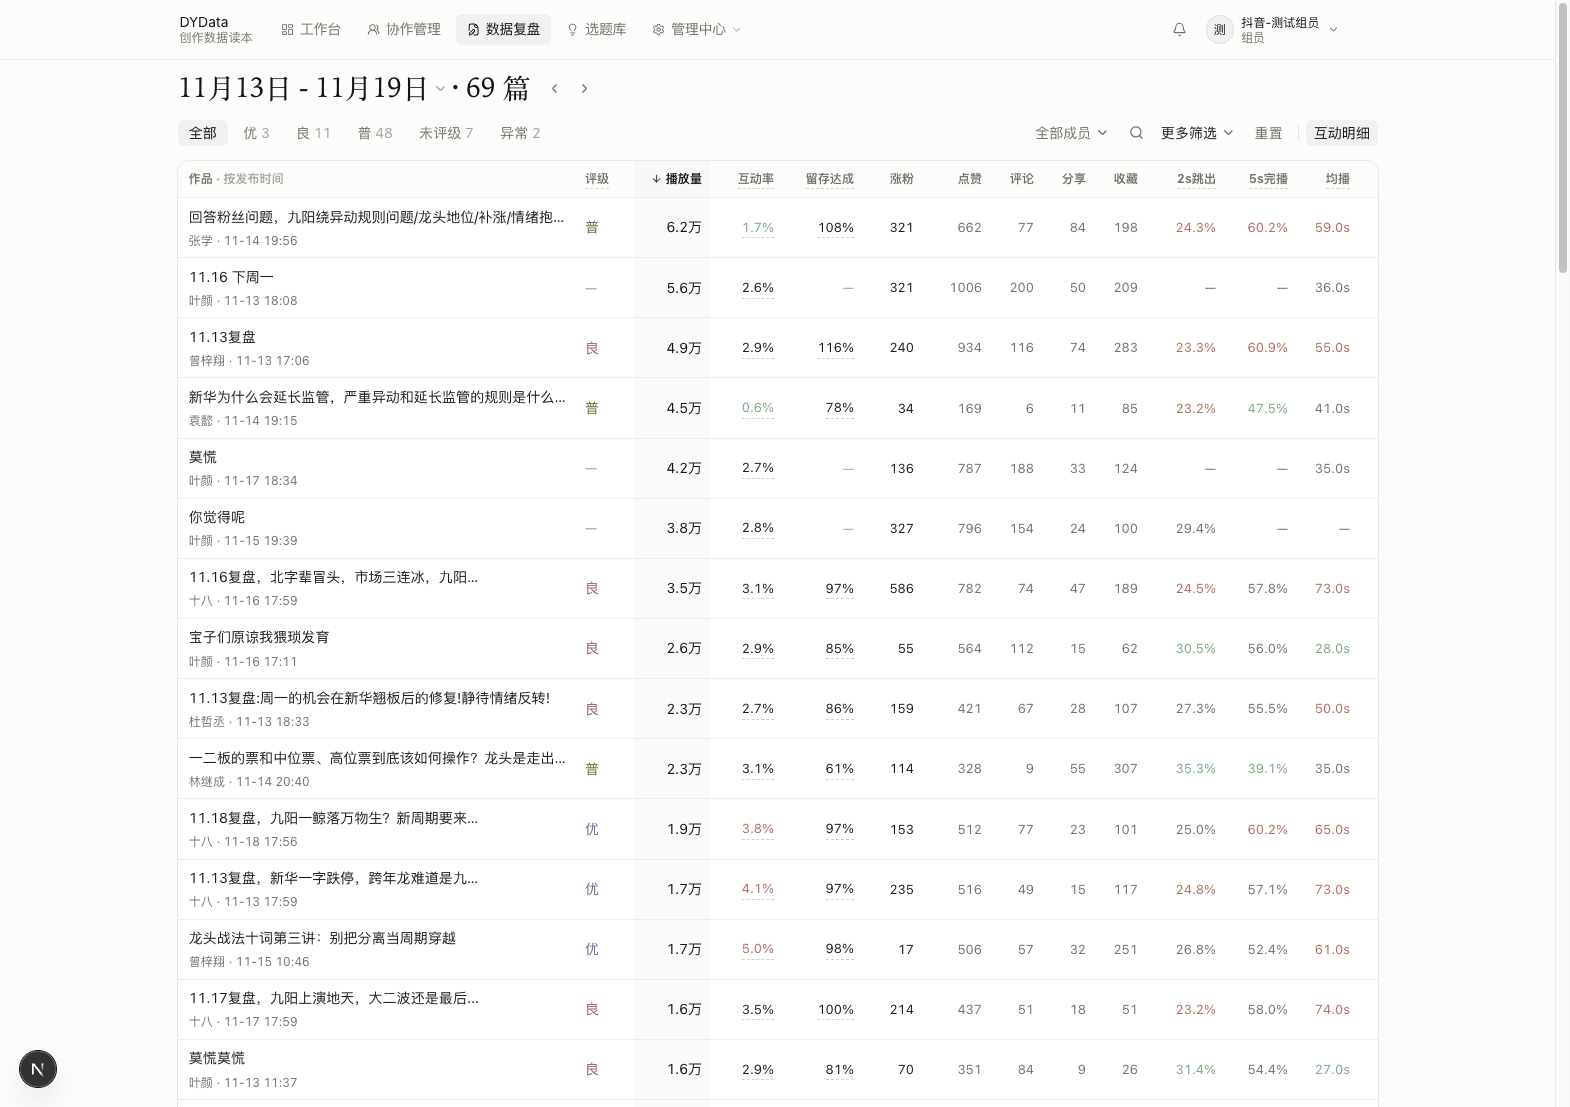 DYData
创作数据读本
工作台
协作管理
数据复盘
选题库
管理中心
测
抖音-测试组员
组员
11月13日 - 11月19日 · 69 篇
全部 优 3 良 11 普 48 未评级 7 异常 2
全部成员 更多筛选 重置 互动明细
作品 · 按发布时间 评级 ↓ 播放量 互动率 留存达成 涨粉 点赞 评论 分享 收藏 2s跳出 5s完播 均播
回答粉丝问题，九阳绕异动规则问题/龙头地位/补涨/情绪抱...
张学 · 11-14 19:56
普 6.2万 1.7% 108% 321 662 77 84 198 24.3% 60.2% 59.0s
11.16 下周一
叶颜 · 11-13 18:08
— 5.6万 2.6% — 321 1006 200 50 209 — — 36.0s
11.13复盘
曾梓翔 · 11-13 17:06
良 4.9万 2.9% 116% 240 934 116 74 283 23.3% 60.9% 55.0s
新华为什么会延长监管，严重异动和延长监管的规则是什么...
袁懿 · 11-14 19:15
普 4.5万 0.6% 78% 34 169 6 11 85 23.2% 47.5% 41.0s
莫慌
叶颜 · 11-17 18:34
— 4.2万 2.7% — 136 787 188 33 124 — — 35.0s
你觉得呢
叶颜 · 11-15 19:39
— 3.8万 2.8% — 327 796 154 24 100 29.4% — —
11.16复盘，北字辈冒头，市场三连冰，九阳...
十八 · 11-16 17:59
良 3.5万 3.1% 97% 586 782 74 47 189 24.5% 57.8% 73.0s
宝子们原谅我猥琐发育
叶颜 · 11-16 17:11
良 2.6万 2.9% 85% 55 564 112 15 62 30.5% 56.0% 28.0s
11.13复盘:周一的机会在新华翘板后的修复!静待情绪反转!
杜哲丞 · 11-13 18:33
良 2.3万 2.7% 86% 159 421 67 28 107 27.3% 55.5% 50.0s
一二板的票和中位票、高位票到底该如何操作？龙头是走出...
林继成 · 11-14 20:40
普 2.3万 3.1% 61% 114 328 9 55 307 35.3% 39.1% 35.0s
11.18复盘，九阳一鲸落万物生？新周期要来...
十八 · 11-18 17:56
优 1.9万 3.8% 97% 153 512 77 23 101 25.0% 60.2% 65.0s
11.13复盘，新华一字跌停，跨年龙难道是九...
十八 · 11-13 17:59
优 1.7万 4.1% 97% 235 516 49 15 117 24.8% 57.1% 73.0s
龙头战法十词第三讲：别把分离当周期穿越
曾梓翔 · 11-15 10:46
优 1.7万 5.0% 98% 17 506 57 32 251 26.8% 52.4% 61.0s
11.17复盘，九阳上演地天，大二波还是最后...
十八 · 11-17 17:59
良 1.6万 3.5% 100% 214 437 51 18 51 23.2% 58.0% 74.0s
莫慌莫慌
叶颜 · 11-13 11:37
良 1.6万 2.9% 81% 70 351 84 9 26 31.4% 54.4% 27.0s
N